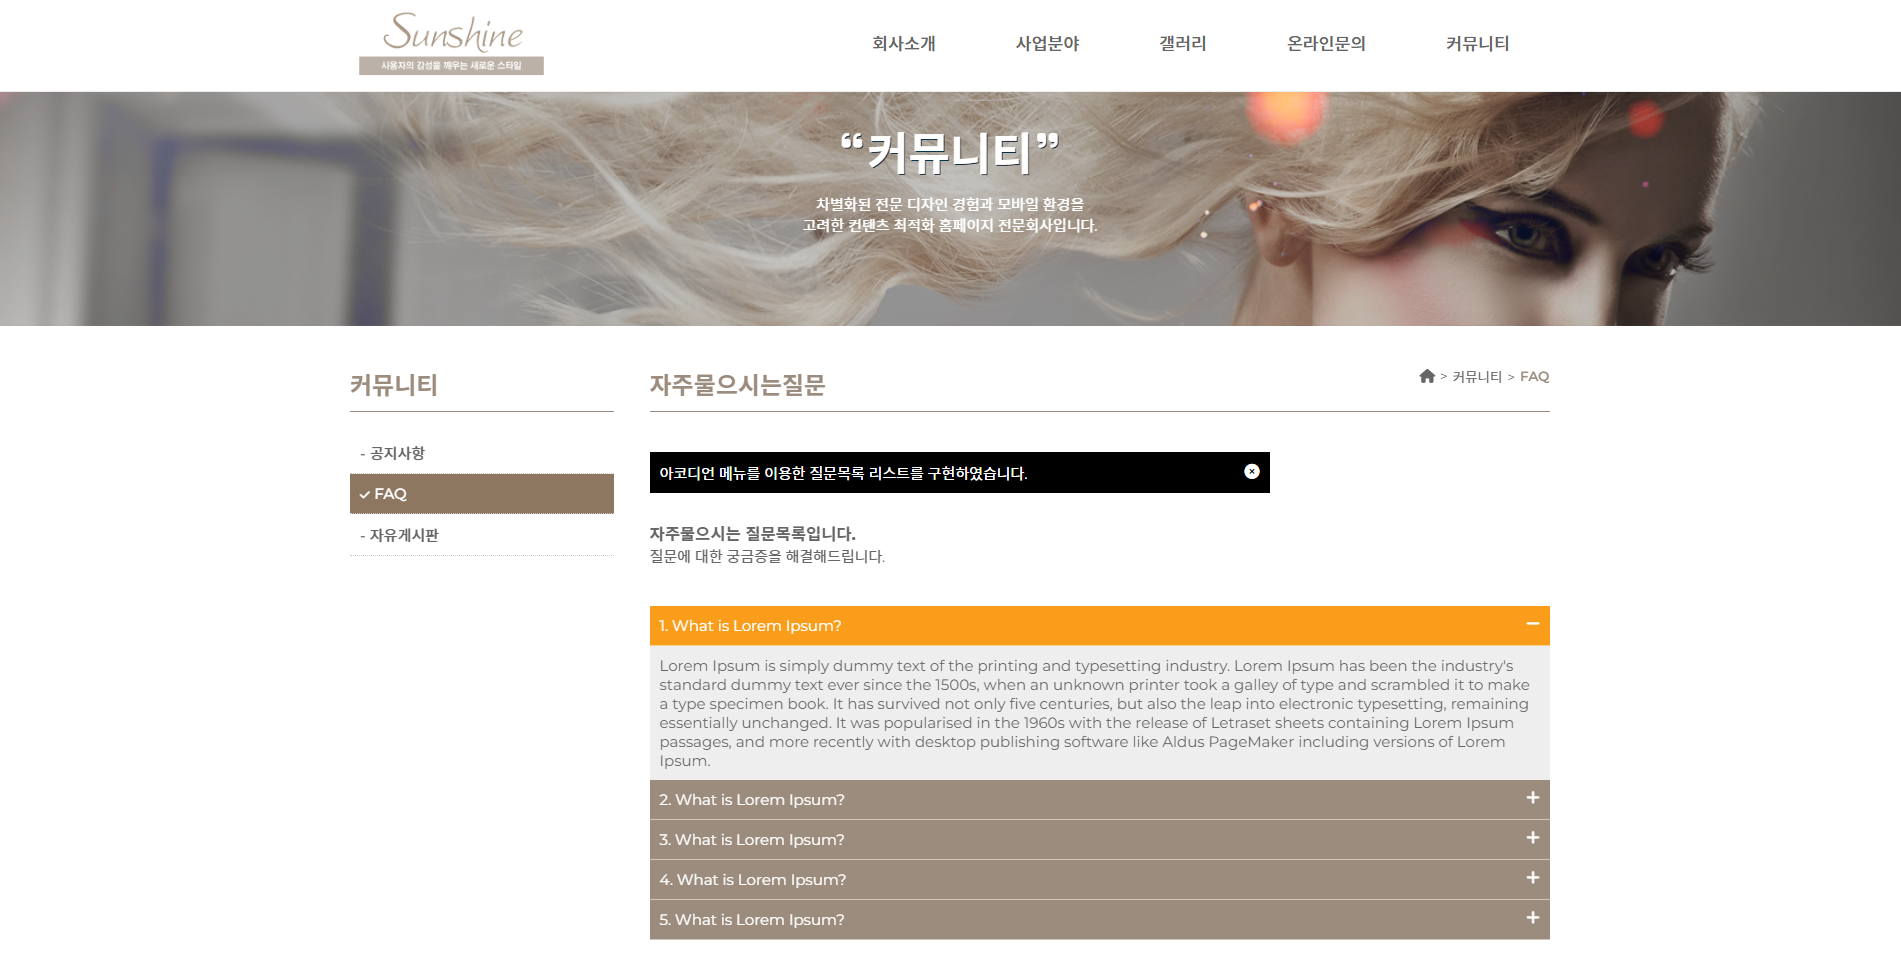 Sunshine
사용자의 감성을 깨우는 새로운 스타일
회사소개 사업분야 갤러리 온라인문의 커뮤니티
“커뮤니티”
차별화된 전문 디자인 경험과 모바일 환경을
고려한 컨텐츠 최적화 홈페이지 전문회사입니다.
커뮤니티
- 공지사항
FAQ
- 자유게시판
자주물으시는질문
> 커뮤니티 > FAQ
아코디언 메뉴를 이용한 질문목록 리스트를 구현하였습니다.
자주물으시는 질문목록입니다.
질문에 대한 궁금증을 해결해드립니다.
1. What is Lorem Ipsum?
Lorem Ipsum is simply dummy text of the printing and typesetting industry. Lorem Ipsum has been the industry's
standard dummy text ever since the 1500s, when an unknown printer took a galley of type and scrambled it to make
a type specimen book. It has survived not only five centuries, but also the leap into electronic typesetting, remaining
essentially unchanged. It was popularised in the 1960s with the release of Letraset sheets containing Lorem Ipsum
passages, and more recently with desktop publishing software like Aldus PageMaker including versions of Lorem
Ipsum.
2. What is Lorem Ipsum?
3. What is Lorem Ipsum?
4. What is Lorem Ipsum?
5. What is Lorem Ipsum?